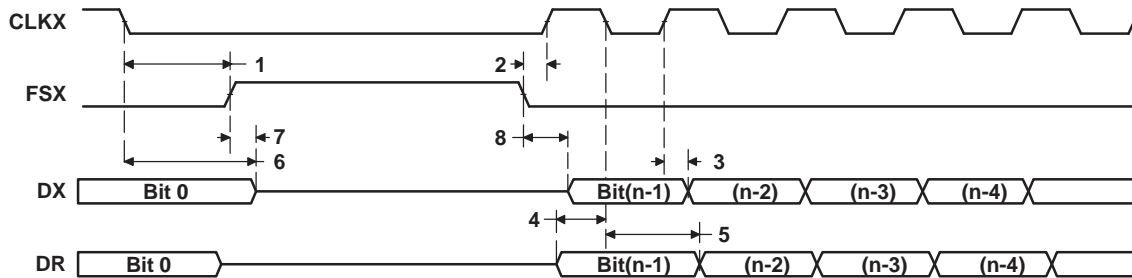 CLKX
1 2
FSX
7 8
6 3
DX Bit 0 Bit(n-1) (n-2) (n-3) (n-4)
4 5
DR Bit 0 Bit(n-1) (n-2) (n-3) (n-4)